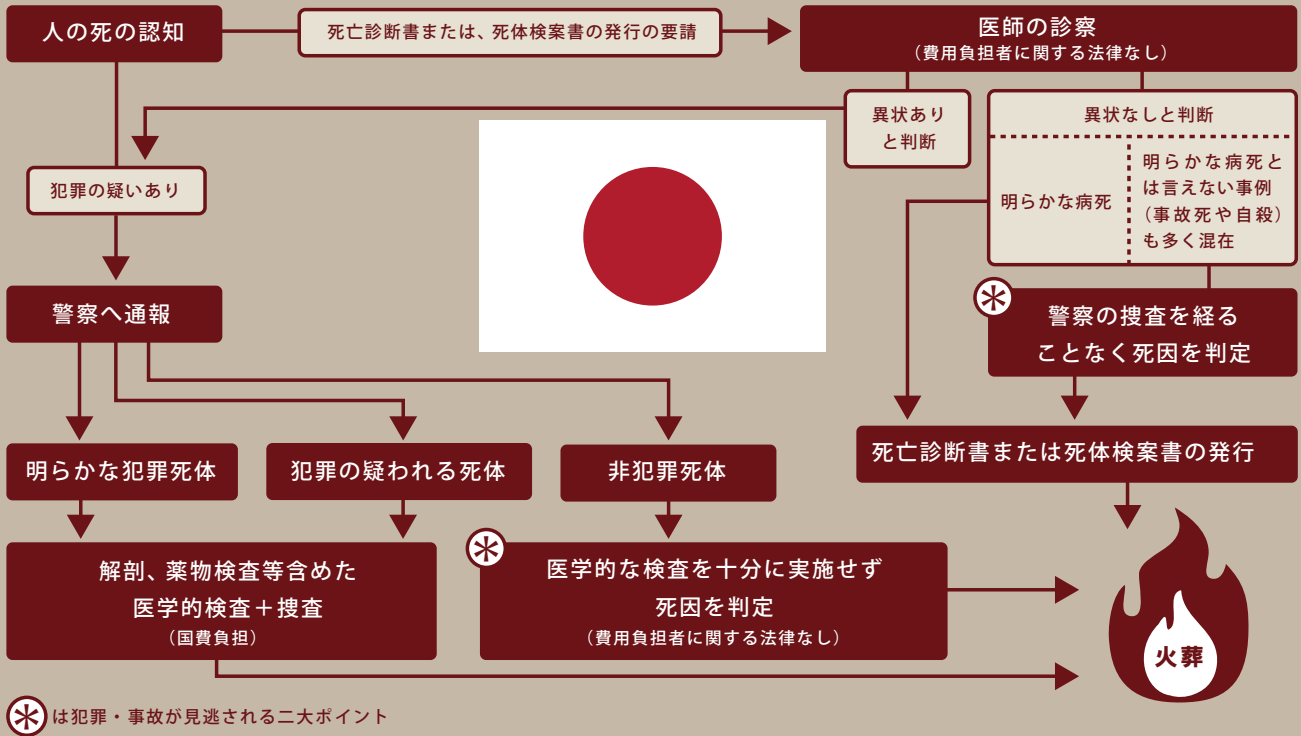 人の死の認知
死亡診断書または、死体検案書の発行の要請
医師の診察
（費用負担者に関する法律なし）
異状あり
と判断
異状なしと判断
明らかな病死
明らかな病死と
は言えない事例
（事故死や自殺）
も多く混在
犯罪の疑いあり
警察へ通報
＊
警察の捜査を経る
ことなく死因を判定
明らかな犯罪死体
犯罪の疑われる死体
非犯罪死体
死亡診断書または死体検案書の発行
解剖、薬物検査等含めた
医学的検査＋捜査
（国費負担）
＊
医学的な検査を十分に実施せず
死因を判定
（費用負担者に関する法律なし）
火葬
＊は犯罪・事故が見逃される二大ポイント